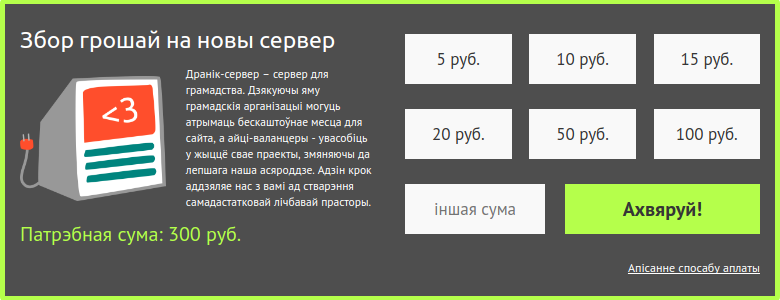 Збор грошай на новы сервер
<3
Дранік-сервер – сервер для
грамадства. Дзякуючы яму
грамадскія арганізацыі могуць
атрымаць бескаштоўнае месца для
сайта, а айці-валанцеры - увасобіць
у жыццё свае праекты, змяняючы да
лепшага наша асяроддзе. Адзін крок
аддзяляе нас з вамі ад стварэння
самадастатковай лічбавай прасторы.
Патрэбная сума: 300 руб.
5 руб.
10 руб.
15 руб.
20 руб.
50 руб.
100 руб.
іншая сума
Ахвяруй!
Апісанне спосабу аплаты